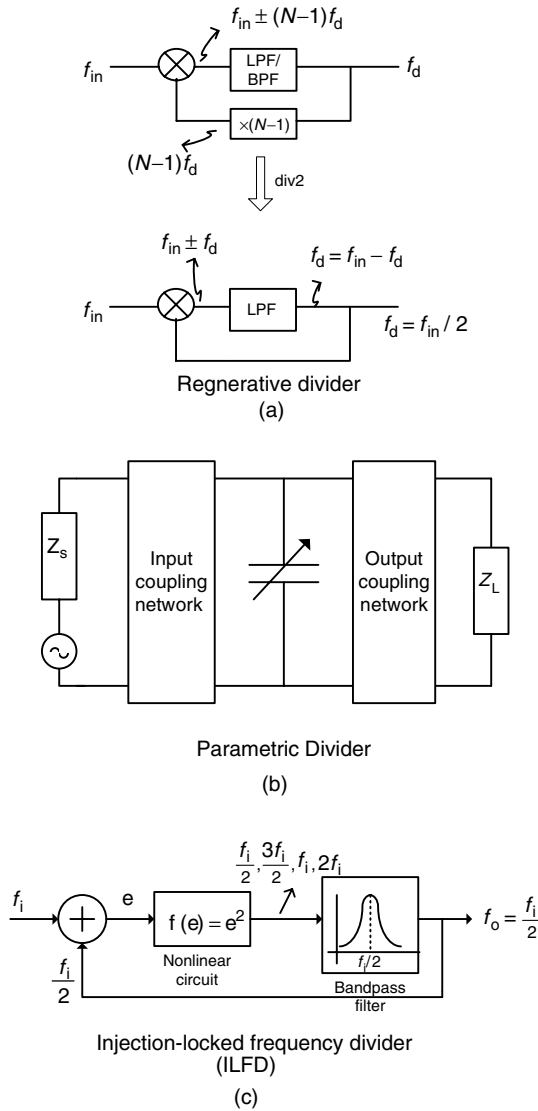 f_in ± (N–1)f_d
f_in
LPF/
BPF
f_d
×(N–1)
(N–1)f_d
div2
f_in ± f_d
f_d = f_in – f_d
f_in
LPF
f_d = f_in / 2
Regnerative divider
(a)
Z_s
Input
coupling
network
Output
coupling
network
Z_L
Parametric Divider
(b)
f_i/2, 3f_i/2, f_i, 2f_i
f_i
+
e
f (e) = e²
f_o = f_i/2
f_i/2
f_i/2
Nonlinear
circuit
Bandpass
filter
Injection-locked frequency divider
(ILFD)
(c)